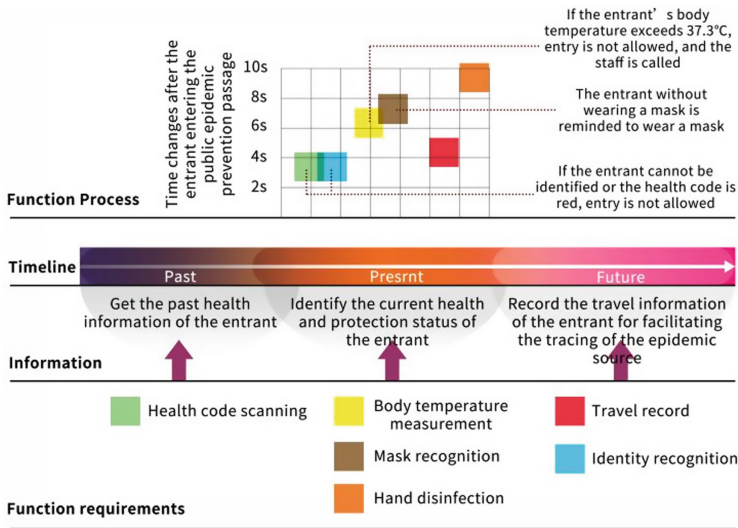 If the entrant's body
temperature exceeds 37.3℃,
entry is not allowed, and the
staff is called
The entrant without
wearing a mask is
reminded to wear a mask
If the entrant cannot be
identified or the health code is
red, entry is not allowed
Time changes after the
entrant entering the
public epidemic
prevention passage
10s
8s
6s
4s
2s
Function Process
Timeline
Past
Presrnt
Future
Get the past health
information of the entrant
Identify the current health
and protection status of
the entrant
Record the travel information
of the entrant for facilitating
the tracing of the epidemic
source
Information
Health code scanning
Body temperature
measurement
Mask recognition
Hand disinfection
Travel record
Identity recognition
Function requirements